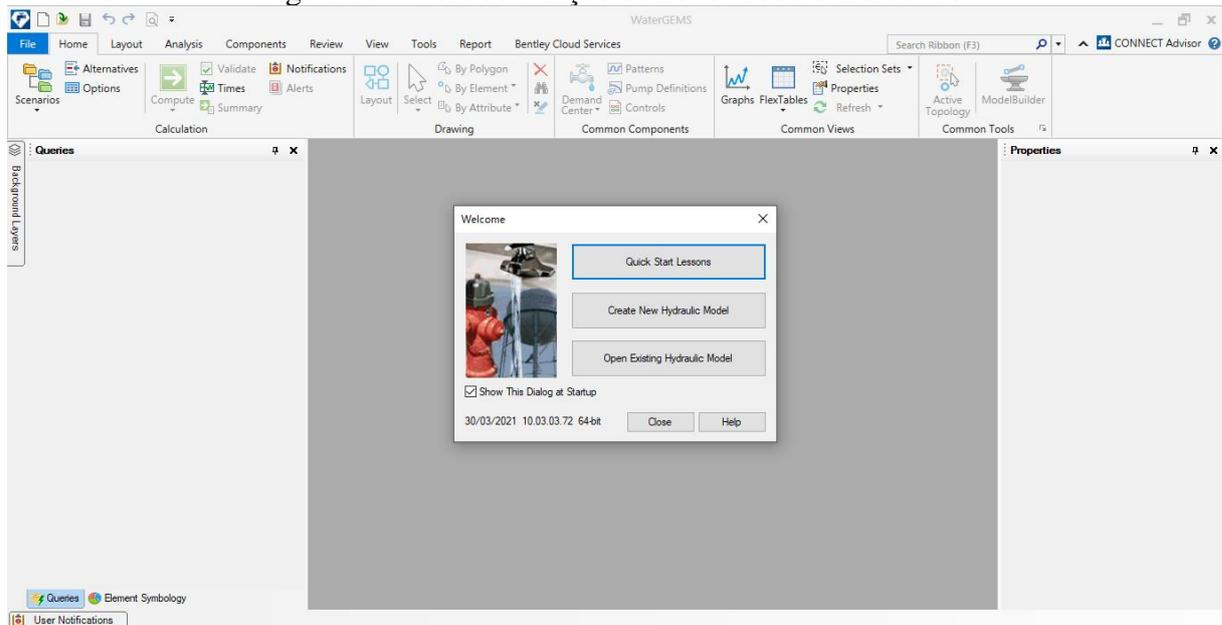 WaterGEMS
File Home Layout Analysis Components Review View Tools Report Bentley Cloud Services Search Ribbon (F3) CONNECT Advisor
Scenarios
Alternatives
Options
Compute
Validate
Times
Summary
Notifications
Alerts
Calculation
Layout
Select
By Polygon
By Element
By Attribute
Drawing
Demand Center
Patterns
Pump Definitions
Controls
Common Components
Graphs
FlexTables
Selection Sets
Properties
Refresh
Common Views
Active Topology
ModelBuilder
Common Tools
Background Layers
Queries
Properties
Welcome
Quick Start Lessons
Create New Hydraulic Model
Open Existing Hydraulic Model
Show This Dialog at Startup
30/03/2021 10.03.03.72 64-bit
Close
Help
Queries Element Symbology
User Notifications